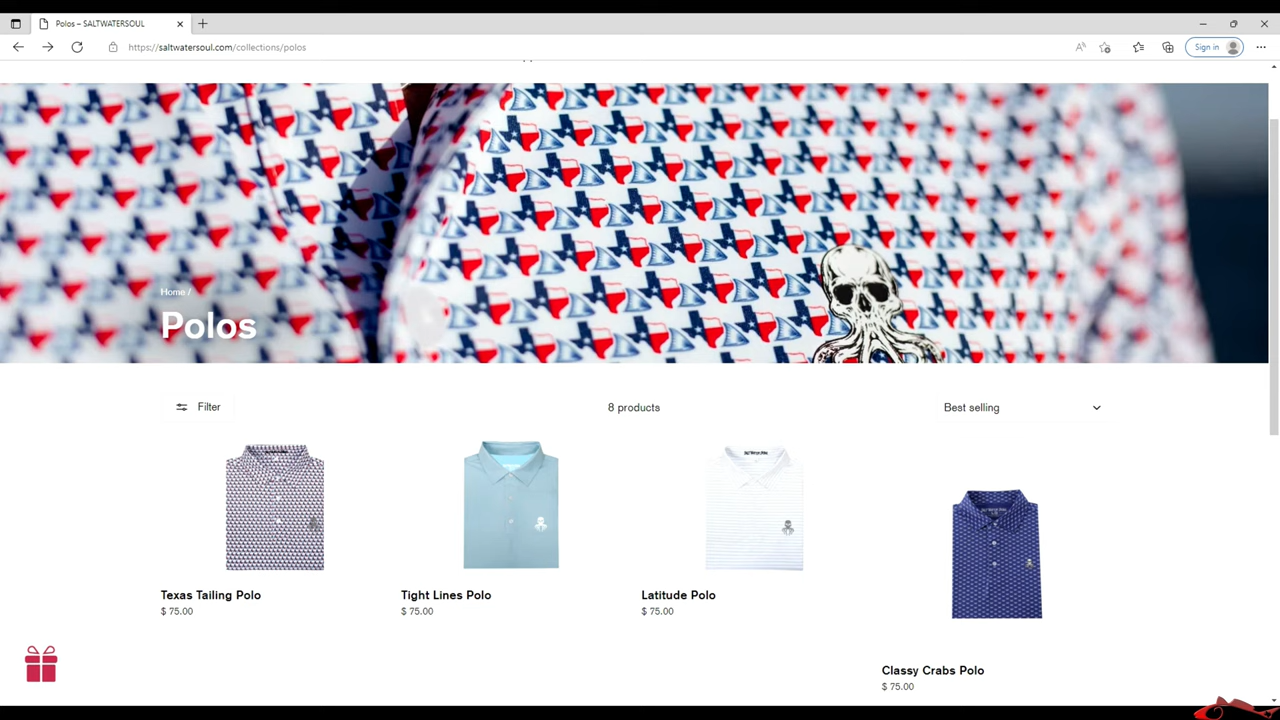 Polos – SALTWATERSOUL
https://saltwatersoul.com/collections/polos
Sign in
Home /
Polos
Filter
8 products
Best selling
Texas Tailing Polo
$ 75.00
Tight Lines Polo
$ 75.00
Latitude Polo
$ 75.00
Classy Crabs Polo
$ 75.00